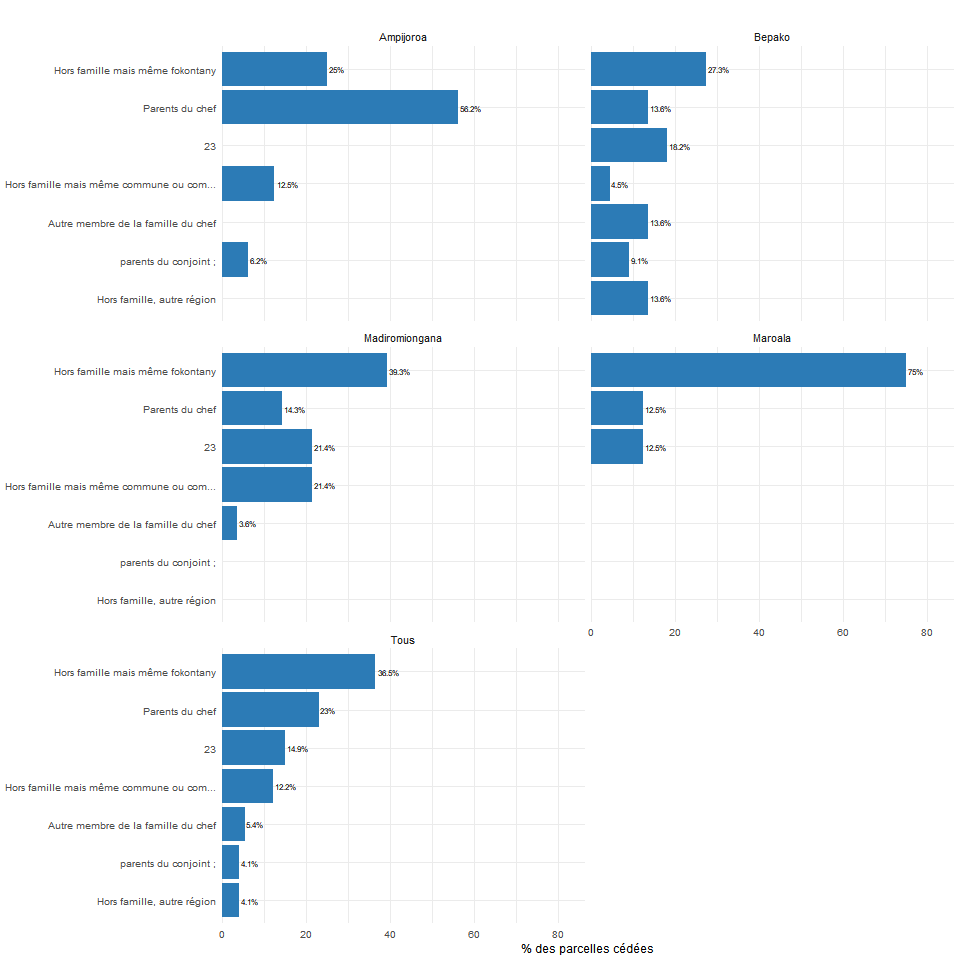 Ampijoroa
Hors famille mais même fokontany 25%
Parents du chef 56.2%
23
Hors famille mais même commune ou com... 12.5%
Autre membre de la famille du chef
parents du conjoint ; 6.2%
Hors famille, autre région
Bepako
27.3%
13.6%
18.2%
4.5%
13.6%
9.1%
13.6%
Madiromiongana
Hors famille mais même fokontany 39.3%
Parents du chef 14.3%
23 21.4%
Hors famille mais même commune ou com... 21.4%
Autre membre de la famille du chef 3.6%
parents du conjoint ;
Hors famille, autre région
Maroala
75%
12.5%
12.5%
0 20 40 60 80
Tous
Hors famille mais même fokontany 36.5%
Parents du chef 23%
23 14.9%
Hors famille mais même commune ou com... 12.2%
Autre membre de la famille du chef 5.4%
parents du conjoint ; 4.1%
Hors famille, autre région 4.1%
0 20 40 60 80
% des parcelles cédées